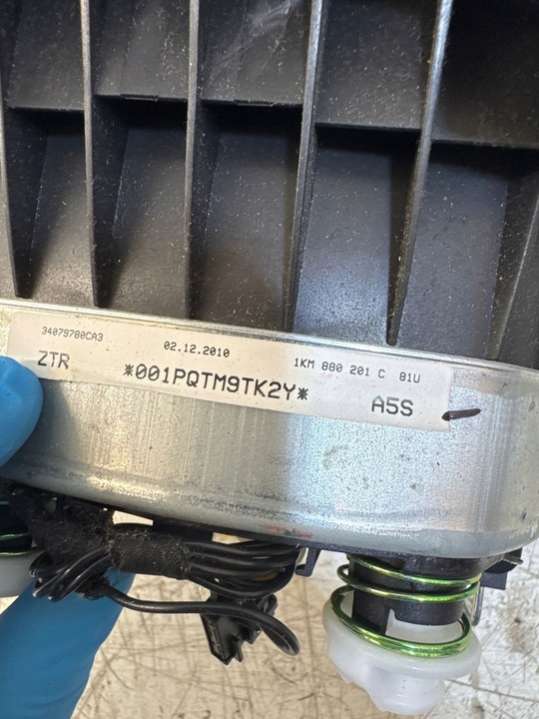 34079780CA3 02.12.2010 1KM 880 201 C 81U
ZTR *001PQTM9TK2Y* A5S